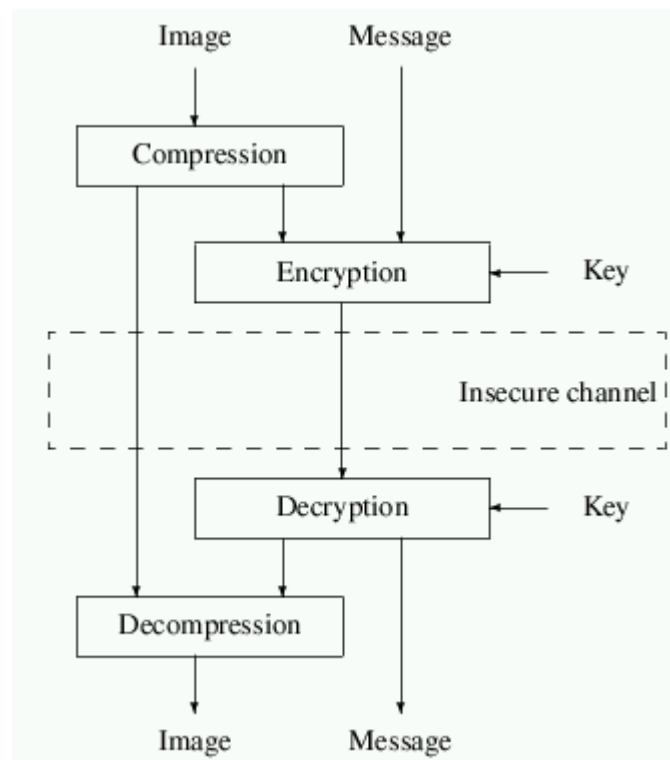 Image
Message
Compression
Encryption
Key
Insecure channel
Decryption
Key
Decompression
Image
Message